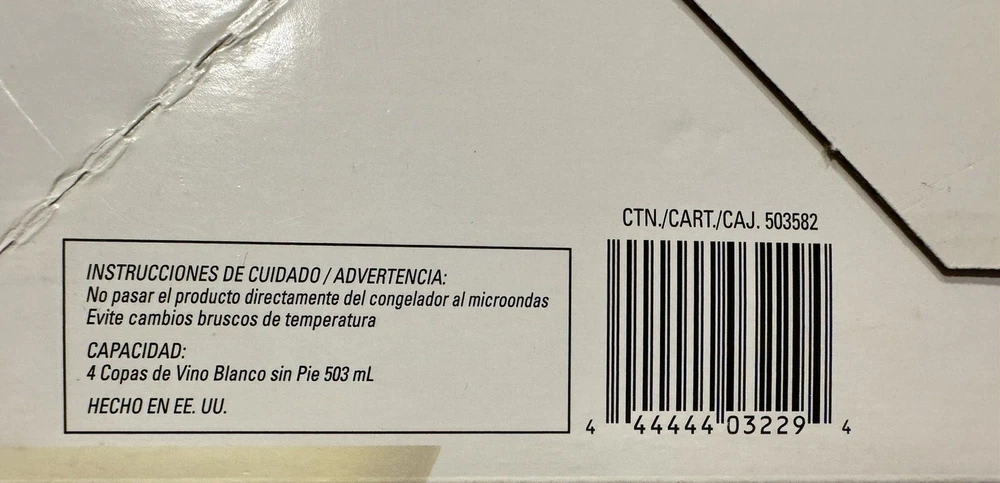 CTN./CART./CAJ. 503582
INSTRUCCIONES DE CUIDADO / ADVERTENCIA:
No pasar el producto directamente del congelador al microondas
Evite cambios bruscos de temperatura
CAPACIDAD:
4 Copas de Vino Blanco sin Pie 503 mL
HECHO EN EE. UU.
4 44444 03229 4